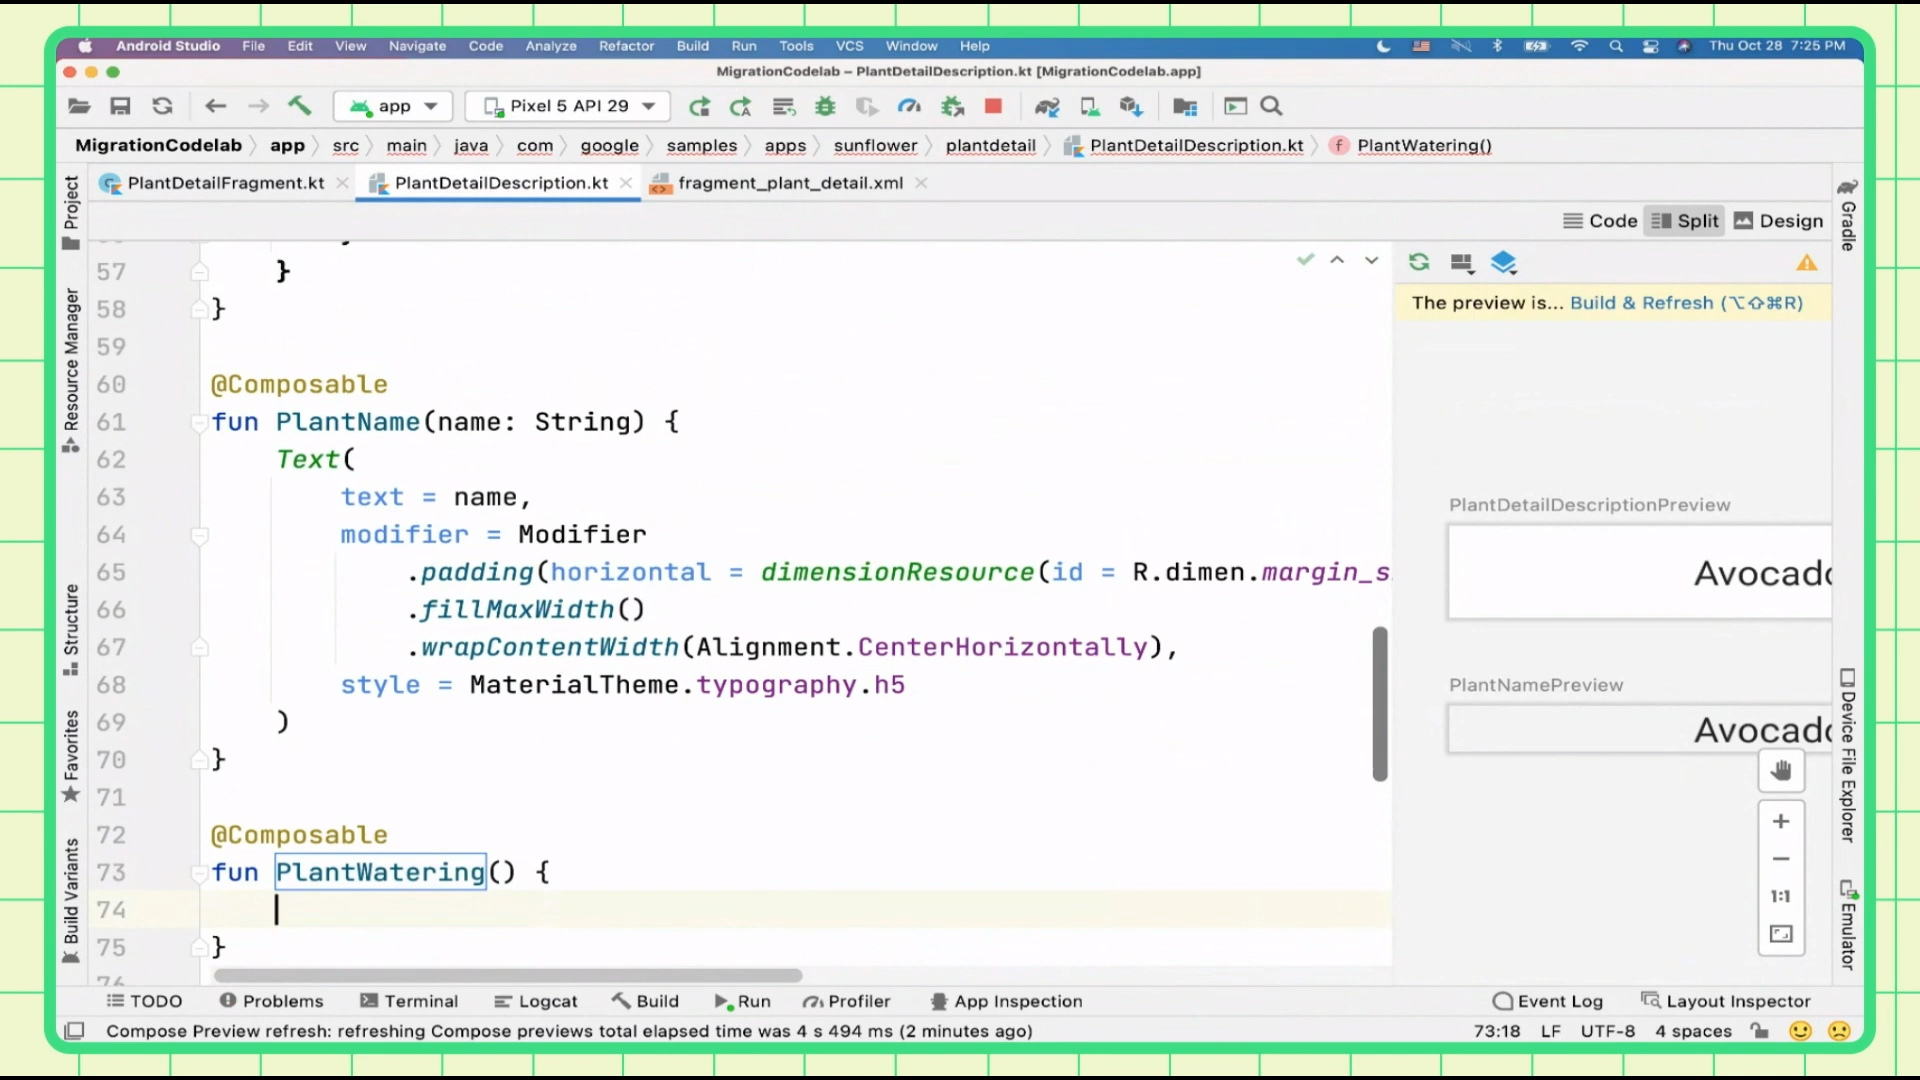 Android Studio File Edit View Navigate Code Analyze Refactor Build Run Tools VCS Window Help Thu Oct 28 7:25 PM
MigrationCodelab – PlantDetailDescription.kt [MigrationCodelab.app]
app Pixel 5 API 29
MigrationCodelab app src main java com google samples apps sunflower plantdetail PlantDetailDescription.kt f PlantWatering()
PlantDetailFragment.kt PlantDetailDescription.kt fragment_plant_detail.xml
Code Split Design
The preview is... Build & Refresh (⌥⇧⌘R)
57 }
58 }
59
60 @Composable
61 fun PlantName(name: String) {
62 Text(
63 text = name,
64 modifier = Modifier
65 .padding(horizontal = dimensionResource(id = R.dimen.margin_s
66 .fillMaxWidth()
67 .wrapContentWidth(Alignment.CenterHorizontally),
68 style = MaterialTheme.typography.h5
69 )
70 }
71
72 @Composable
73 fun PlantWatering() {
74
75 }
PlantDetailDescriptionPreview
Avocado
PlantNamePreview
Avocado
1:1
Project
Resource Manager
Structure
Favorites
Build Variants
Gradle
Device File Explorer
Emulator
TODO Problems Terminal Logcat Build Run Profiler App Inspection Event Log Layout Inspector
Compose Preview refresh: refreshing Compose previews total elapsed time was 4 s 494 ms (2 minutes ago) 73:18 LF UTF-8 4 spaces